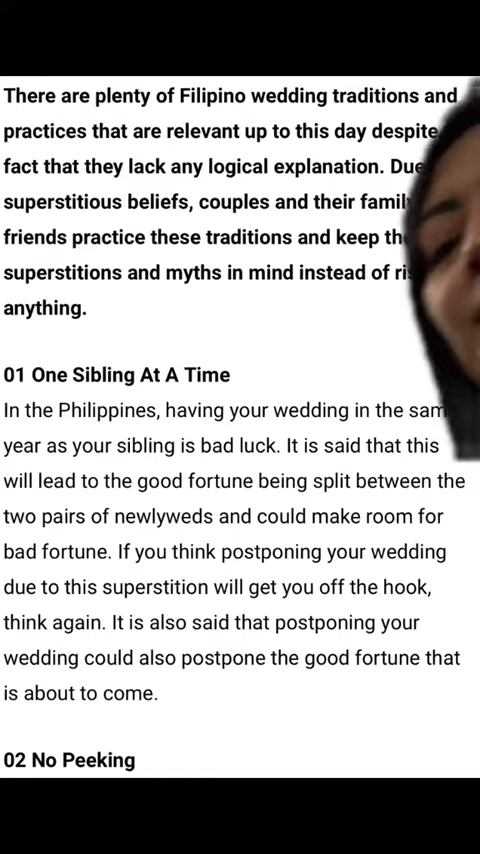 There are plenty of Filipino wedding traditions and
practices that are relevant up to this day despite
fact that they lack any logical explanation. Due
superstitious beliefs, couples and their
friends practice these traditions and keep
superstitions and myths in mind instead of
anything.
01 One Sibling At A Time
In the Philippines, having your wedding in the
year as your sibling is bad luck. It is said that this
will lead to the good fortune being split between the
two pairs of newlyweds and could make room for
bad fortune. If you think postponing your wedding
due to this superstition will get you off the hook,
think again. It is also said that postponing your
wedding could also postpone the good fortune that
is about to come.
02 No Peeking